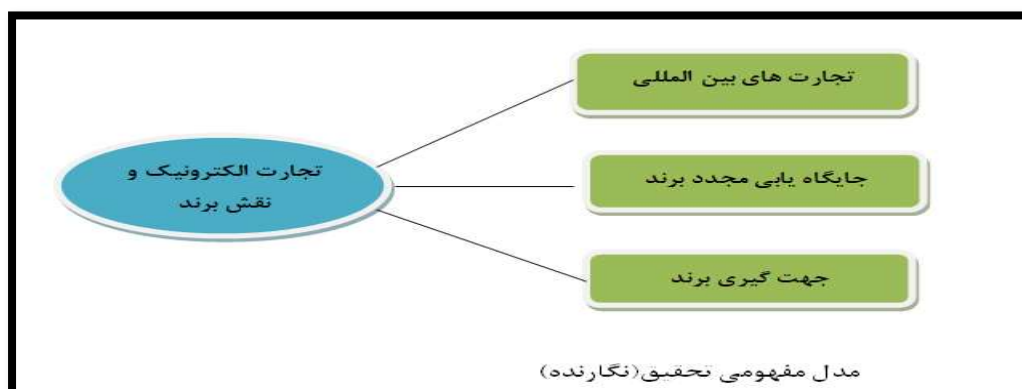 تجارت های بین المللی
تجارت الکترونیک و
نقش برند
جایگاه یابی مجدد برند
جهت گیری برند
مدل مفهومی تحقیق(نگارنده)